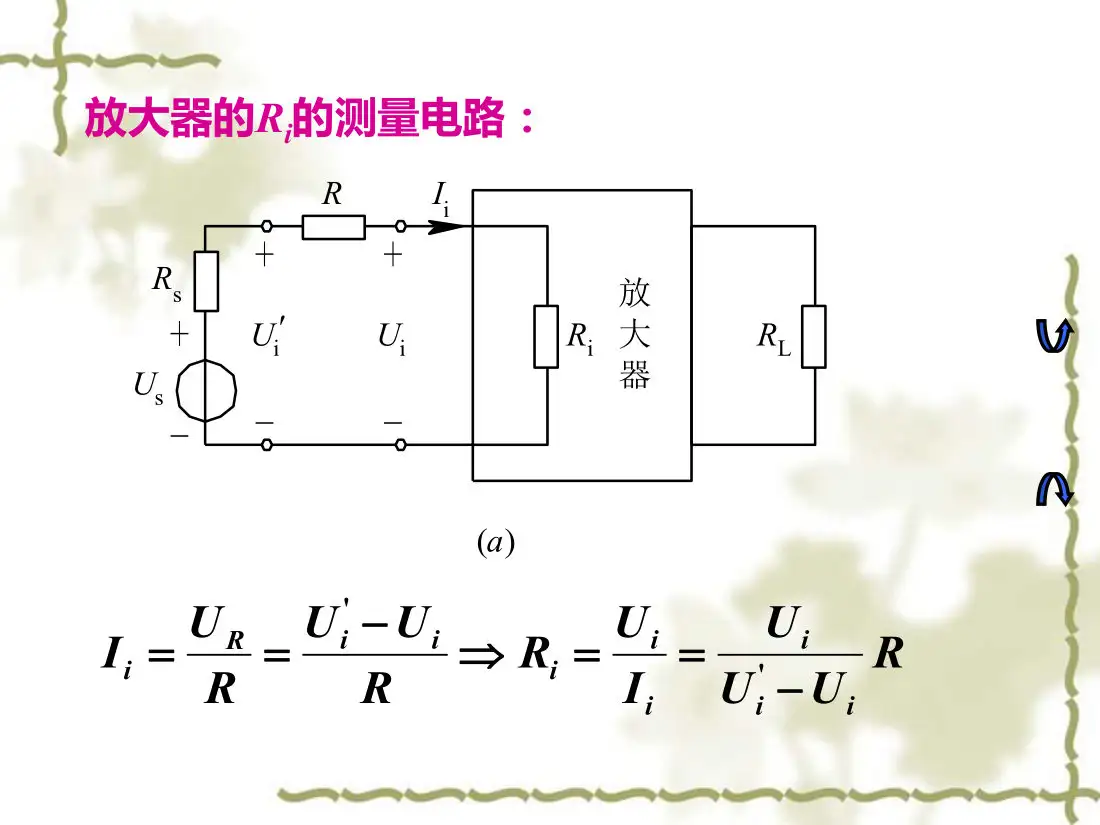 放大器的Ri的测量电路：
R Ii
+ +
Rs
+ Ui′ Ui Ri 放大器 RL
Us
− − −
(a)
Ii = UR/R = (Ui' − Ui)/R ⇒ Ri = Ui/Ii = Ui/(Ui' − Ui) R